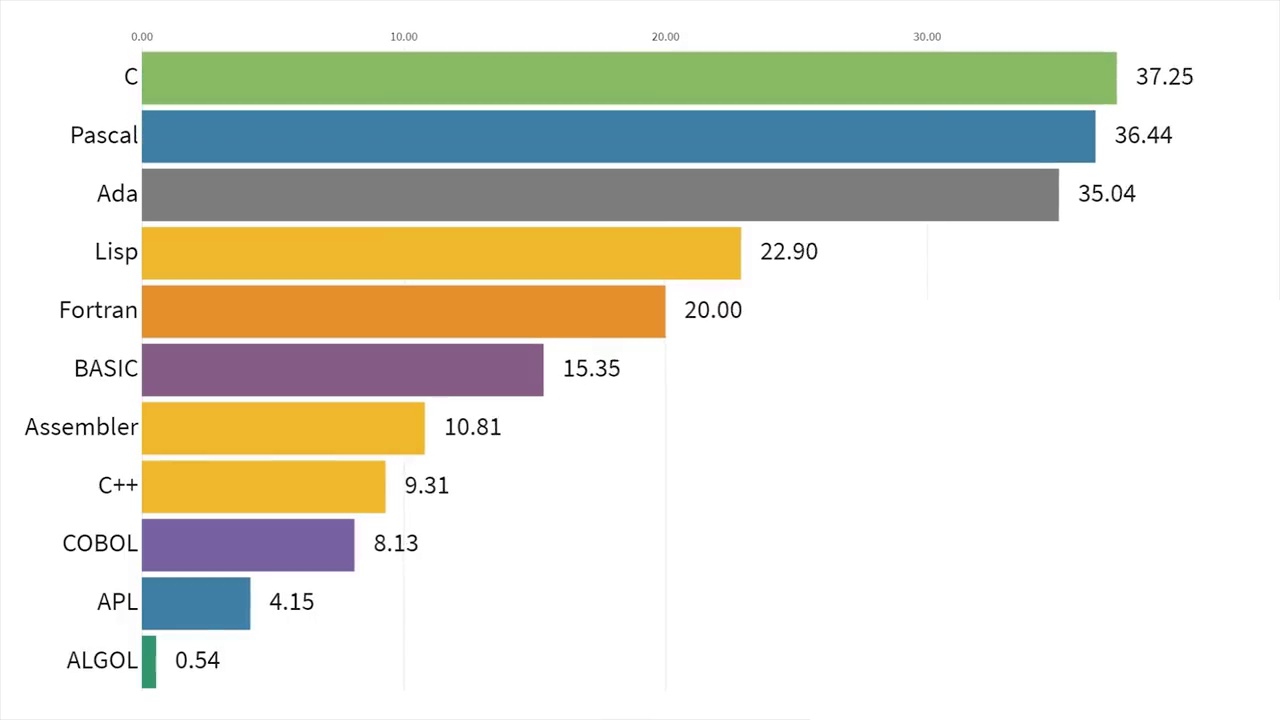 0.00 10.00 20.00 30.00
C 37.25
Pascal 36.44
Ada 35.04
Lisp 22.90
Fortran 20.00
BASIC 15.35
Assembler 10.81
C++ 9.31
COBOL 8.13
APL 4.15
ALGOL 0.54